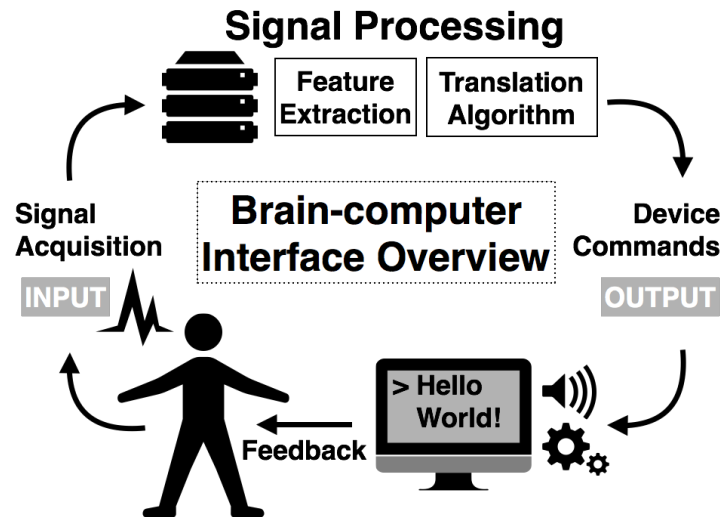 Signal Processing
Feature
Extraction
Translation
Algorithm
Brain-computer
Interface Overview
Signal
Acquisition
INPUT
Device
Commands
OUTPUT
> Hello
World!
Feedback